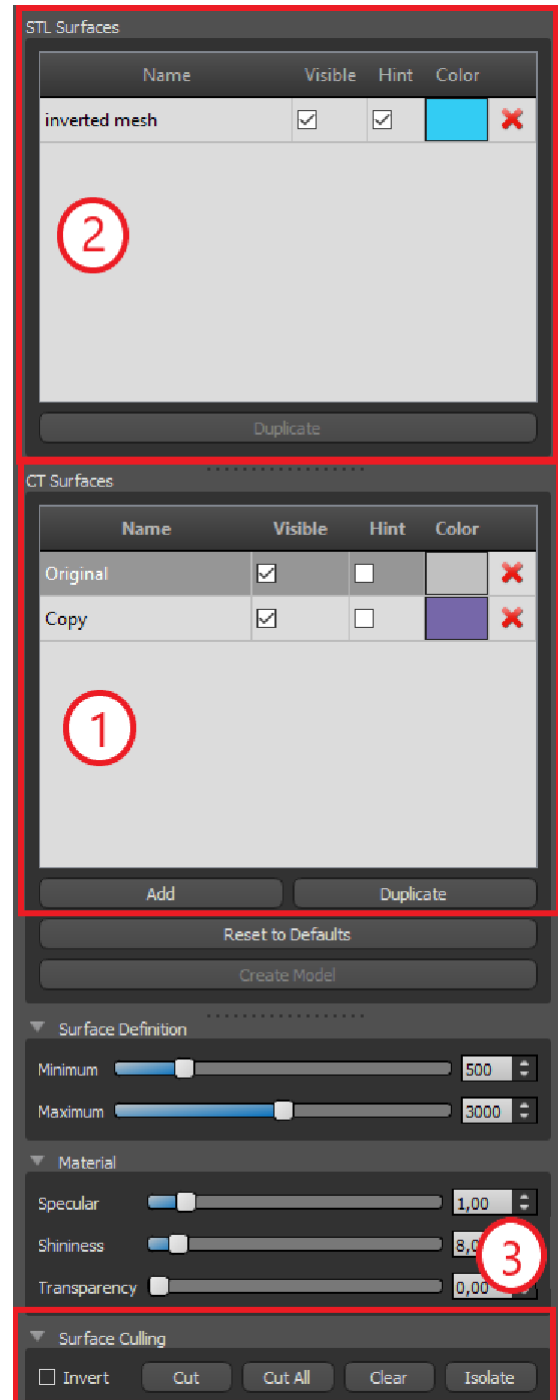 STL Surfaces
Name Visible Hint Color
inverted mesh
2
Duplicate
CT Surfaces
Name Visible Hint Color
Original
Copy
1
Add Duplicate
Reset to Defaults
Create Model
Surface Definition
Minimum 500
Maximum 3000
Material
Specular 1,00
Shininess 8,0
3
Transparency 0,00
Surface Culling
Invert Cut Cut All Clear Isolate